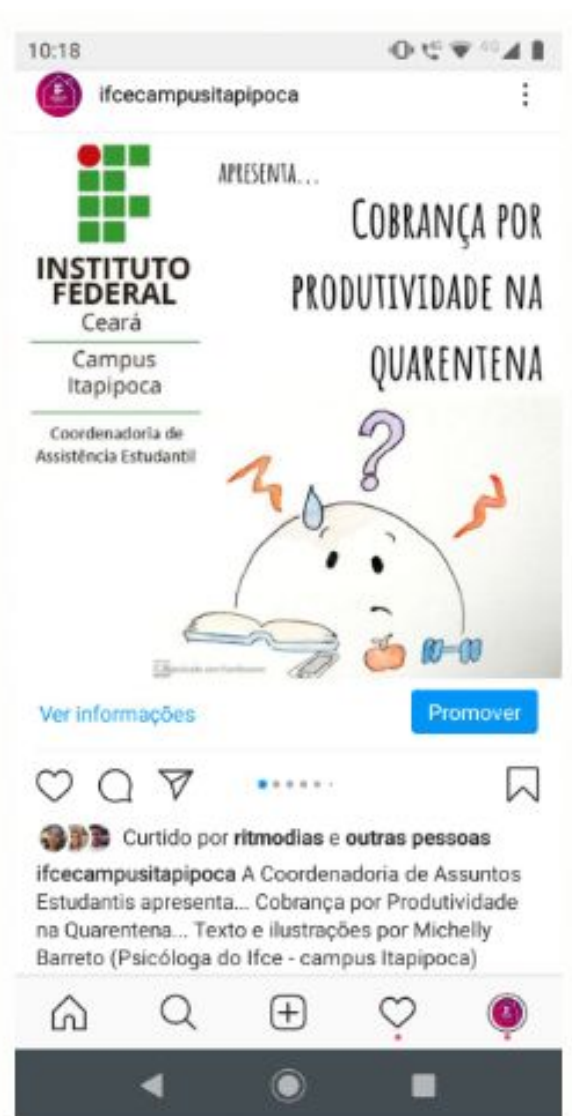 10:18
4G
ifcecampusitapipoca
APRESENTA...
COBRANÇA POR
PRODUTIVIDADE NA
QUARENTENA
INSTITUTO
FEDERAL
Ceará
Campus
Itapipoca
Coordenadoria de
Assistência Estudantil
Ver informações
Promover
Curtido por ritmodias e outras pessoas
ifcecampusitapipoca A Coordenadoria de Assuntos
Estudantis apresenta... Cobrança por Produtividade
na Quarentena... Texto e ilustrações por Michelly
Barreto (Psicóloga do Ifce - campus Itapipoca)